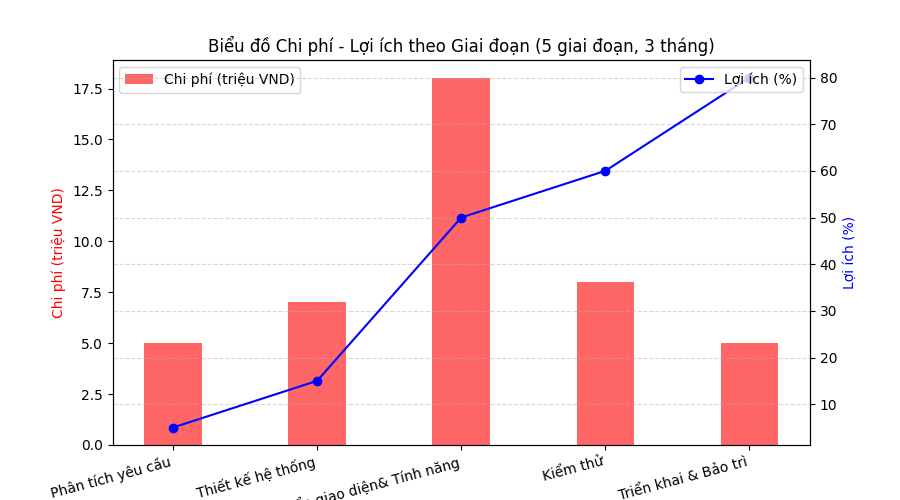 Biểu đồ Chi phí - Lợi ích theo Giai đoạn (5 giai đoạn, 3 tháng)
Chi phí (triệu VND)
Lợi ích (%)
Chi phí (triệu VND)
17.5
15.0
12.5
10.0
7.5
5.0
2.5
0.0
80
70
60
50
40
30
20
10
Lợi ích (%)
Phân tích yêu cầu
Thiết kế hệ thống
giao diện& Tính năng
Kiểm thử
Triển khai & Bảo trì